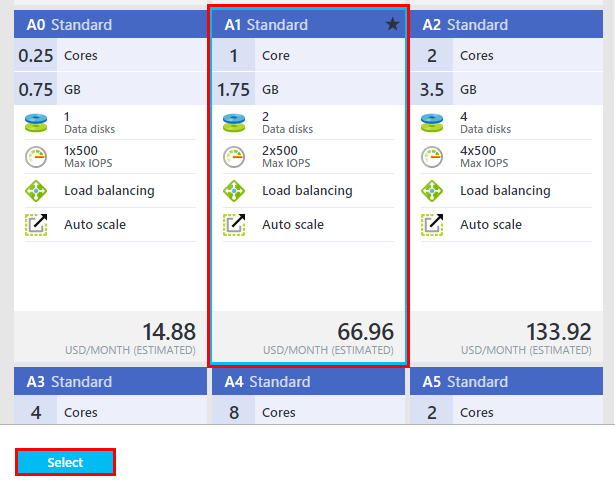 A0 Standard
0.25 Cores
0.75 GB
1
Data disks
1x500
Max IOPS
Load balancing
Auto scale
14.88
USD/MONTH (ESTIMATED)
A1 Standard
1 Core
1.75 GB
2
Data disks
2x500
Max IOPS
Load balancing
Auto scale
66.96
USD/MONTH (ESTIMATED)
A2 Standard
2 Cores
3.5 GB
4
Data disks
4x500
Max IOPS
Load balancing
Auto scale
133.92
USD/MONTH (ESTIMATED)
A3 Standard
4 Cores
A4 Standard
8 Cores
A5 Standard
2 Cores
Select